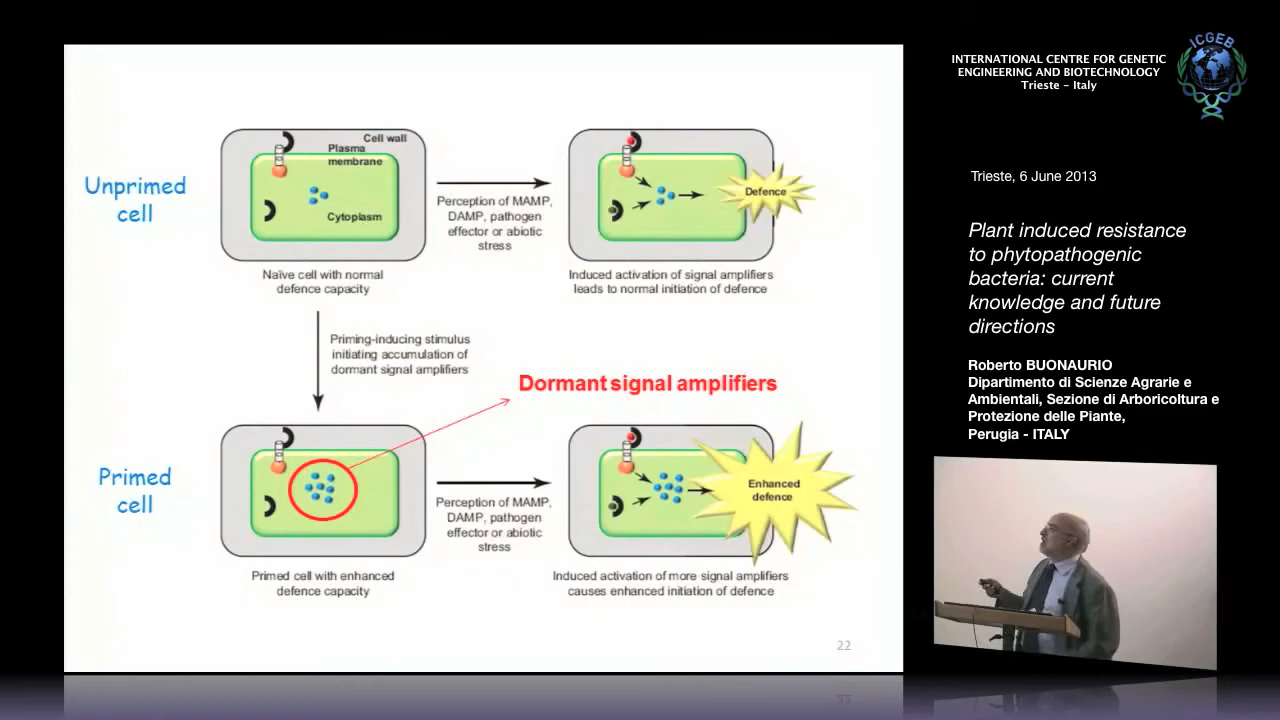 ICGEB
INTERNATIONAL CENTRE FOR GENETIC
ENGINEERING AND BIOTECHNOLOGY
Trieste - Italy
Trieste, 6 June 2013
Plant induced resistance
to phytopathogenic
bacteria: current
knowledge and future
directions
Roberto BUONAURIO
Dipartimento di Scienze Agrarie e
Ambientali, Sezione di Arboricoltura e
Protezione delle Piante,
Perugia - ITALY
Unprimed
cell
Cell wall
Plasma
membrane
Cytoplasm
Naïve cell with normal
defence capacity
Perception of MAMP,
DAMP, pathogen
effector or abiotic
stress
Defence
Induced activation of signal amplifiers
leads to normal initiation of defence
Priming-inducing stimulus
initiating accumulation of
dormant signal amplifiers
Dormant signal amplifiers
Primed
cell
Primed cell with enhanced
defence capacity
Perception of MAMP,
DAMP, pathogen
effector or abiotic
stress
Enhanced
defence
Induced activation of more signal amplifiers
causes enhanced initiation of defence
22